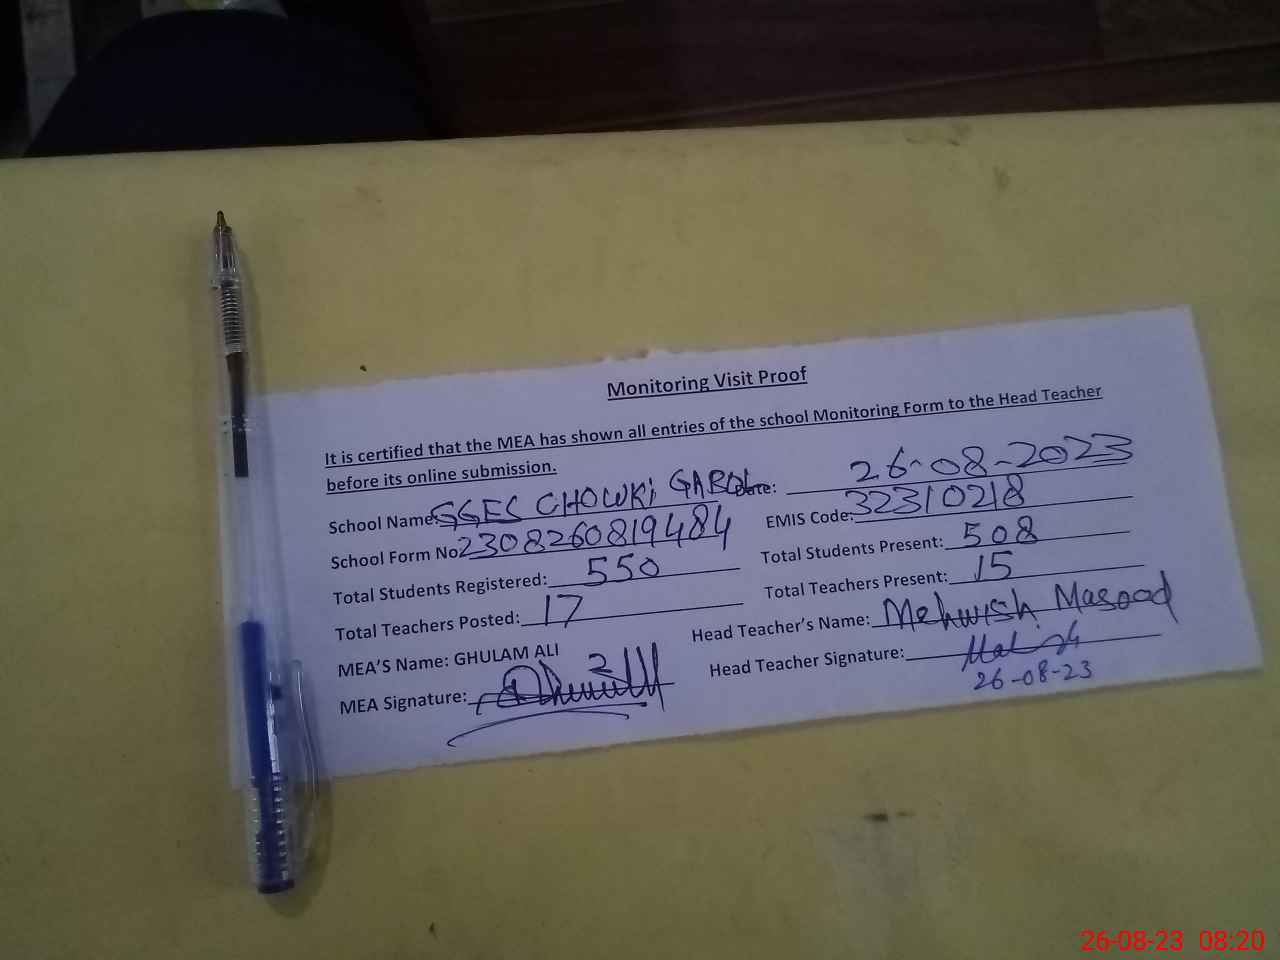 Monitoring Visit Proof
It is certified that the MEA has shown all entries of the school Monitoring Form to the Head Teacher
before its online submission.
School Name: GGES CHOWKI GABOL Date: 26-08-2023
School Form No 2308260819484 EMIS Code: 32310218
Total Students Registered: 550 Total Students Present: 508
Total Teachers Posted: 17 Total Teachers Present: 15
MEA'S Name: GHULAM ALI Head Teacher's Name: Mehwish Masood
MEA Signature: Head Teacher Signature:
26-08-23
26-08-23 08:20